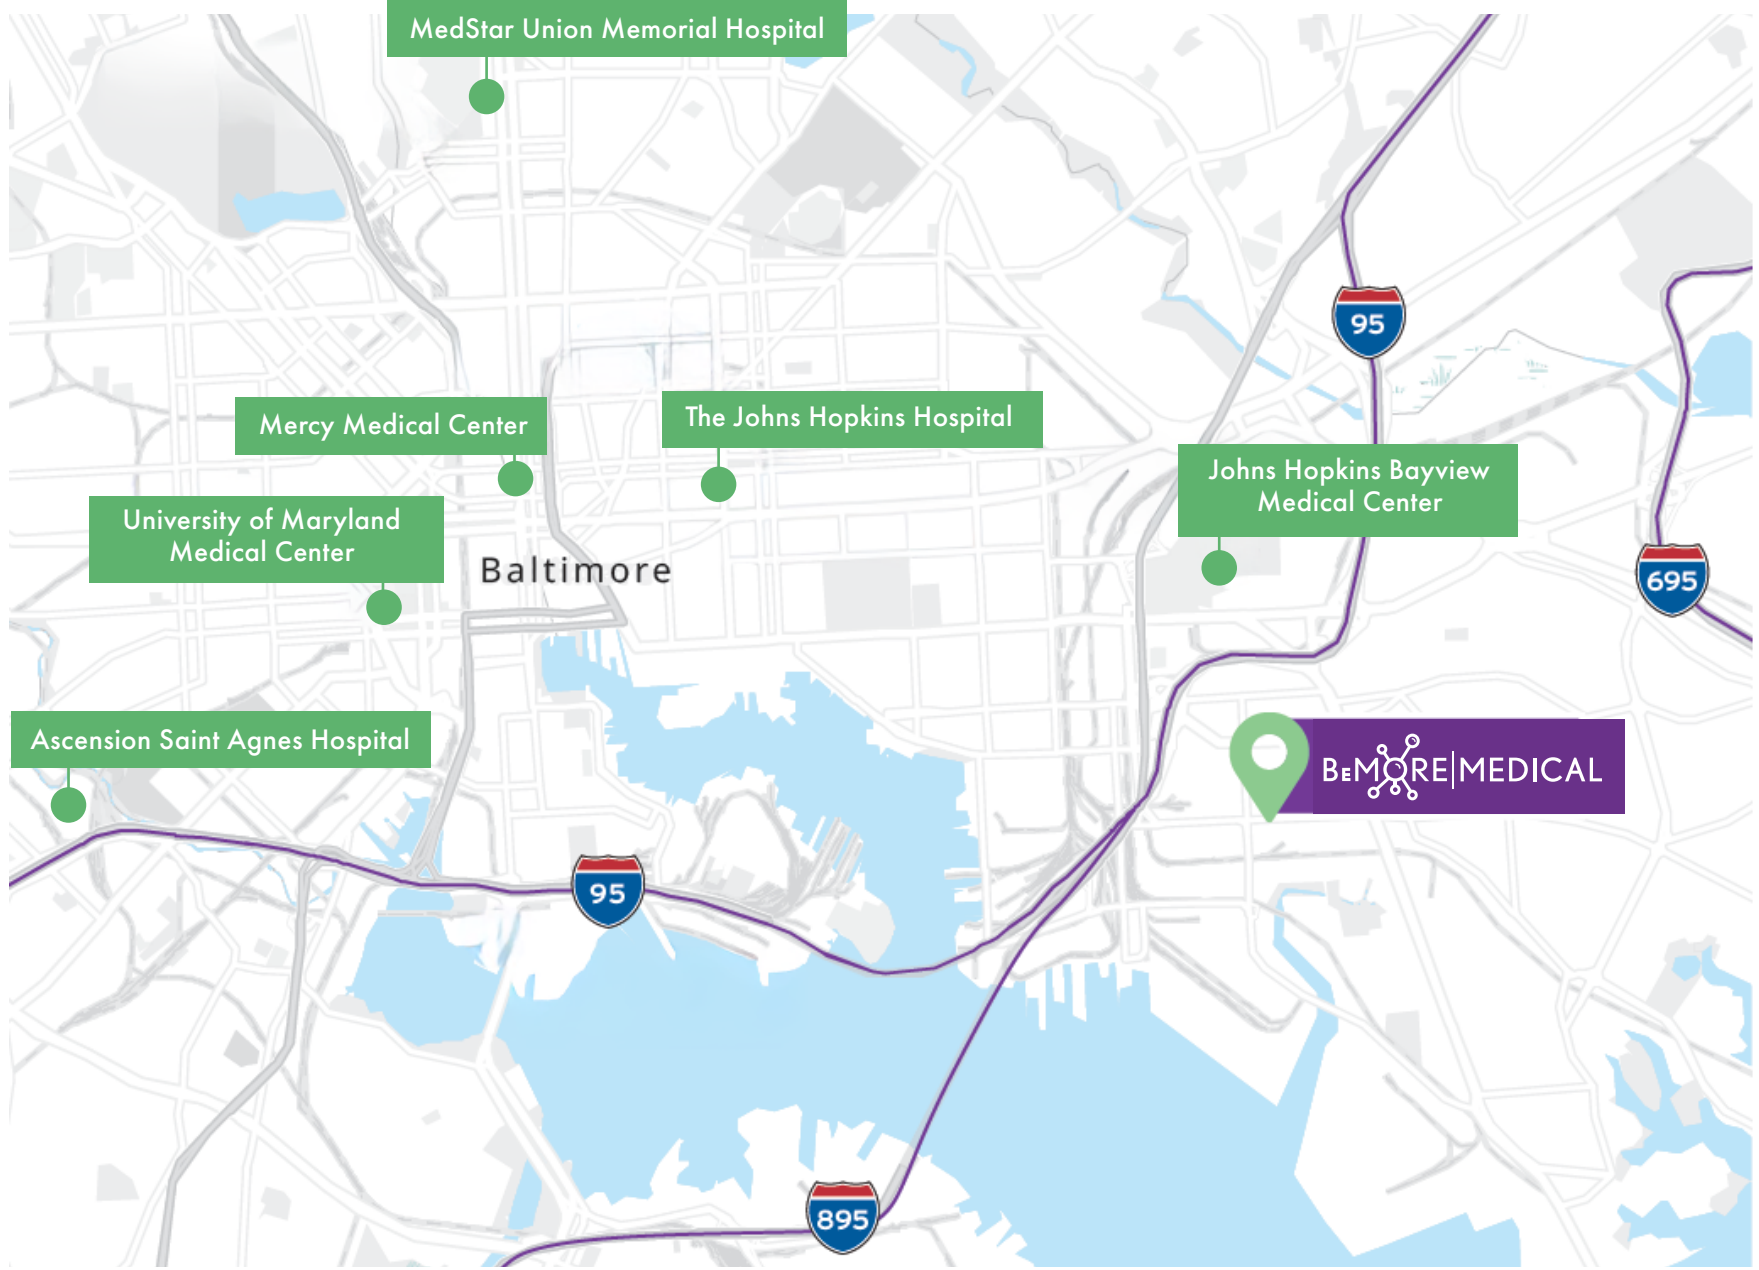 MedStar Union Memorial Hospital
95
Mercy Medical Center
The Johns Hopkins Hospital
Johns Hopkins Bayview
Medical Center
University of Maryland
Medical Center
Baltimore
695
Ascension Saint Agnes Hospital
BEMORE|MEDICAL
95
895